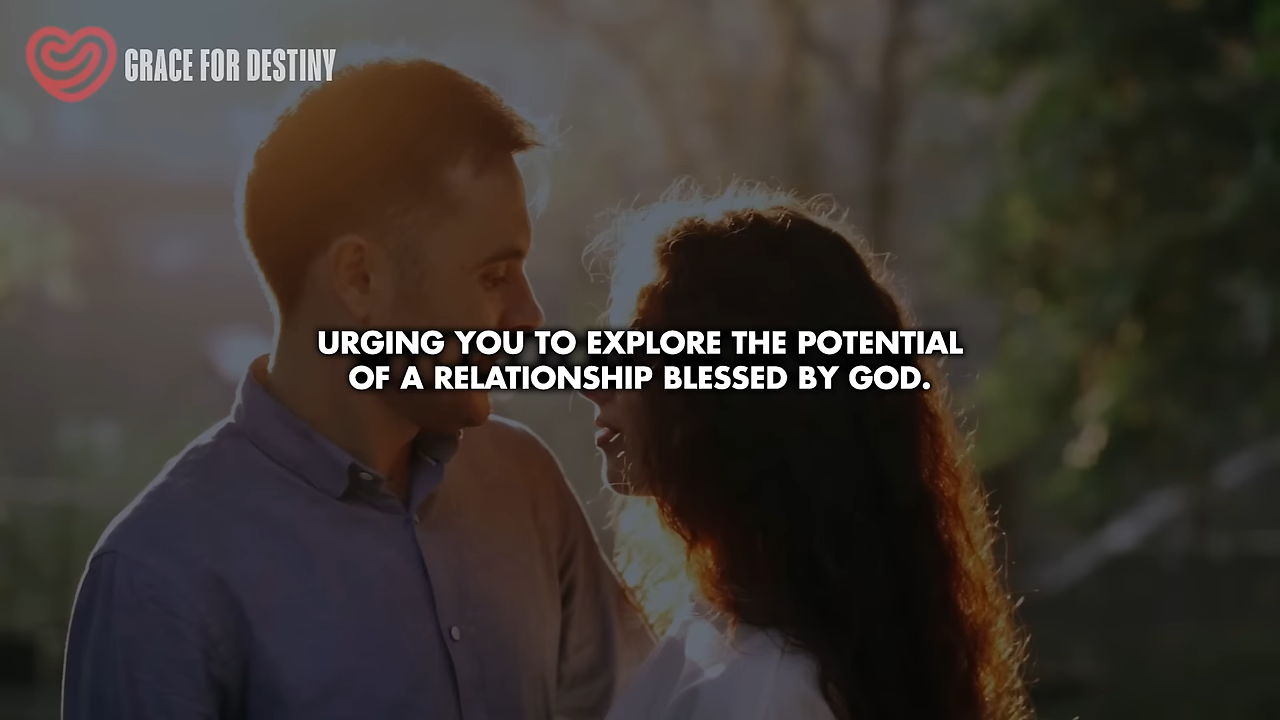 GRACE FOR DESTINY
URGING YOU TO EXPLORE THE POTENTIAL
OF A RELATIONSHIP BLESSED BY GOD.